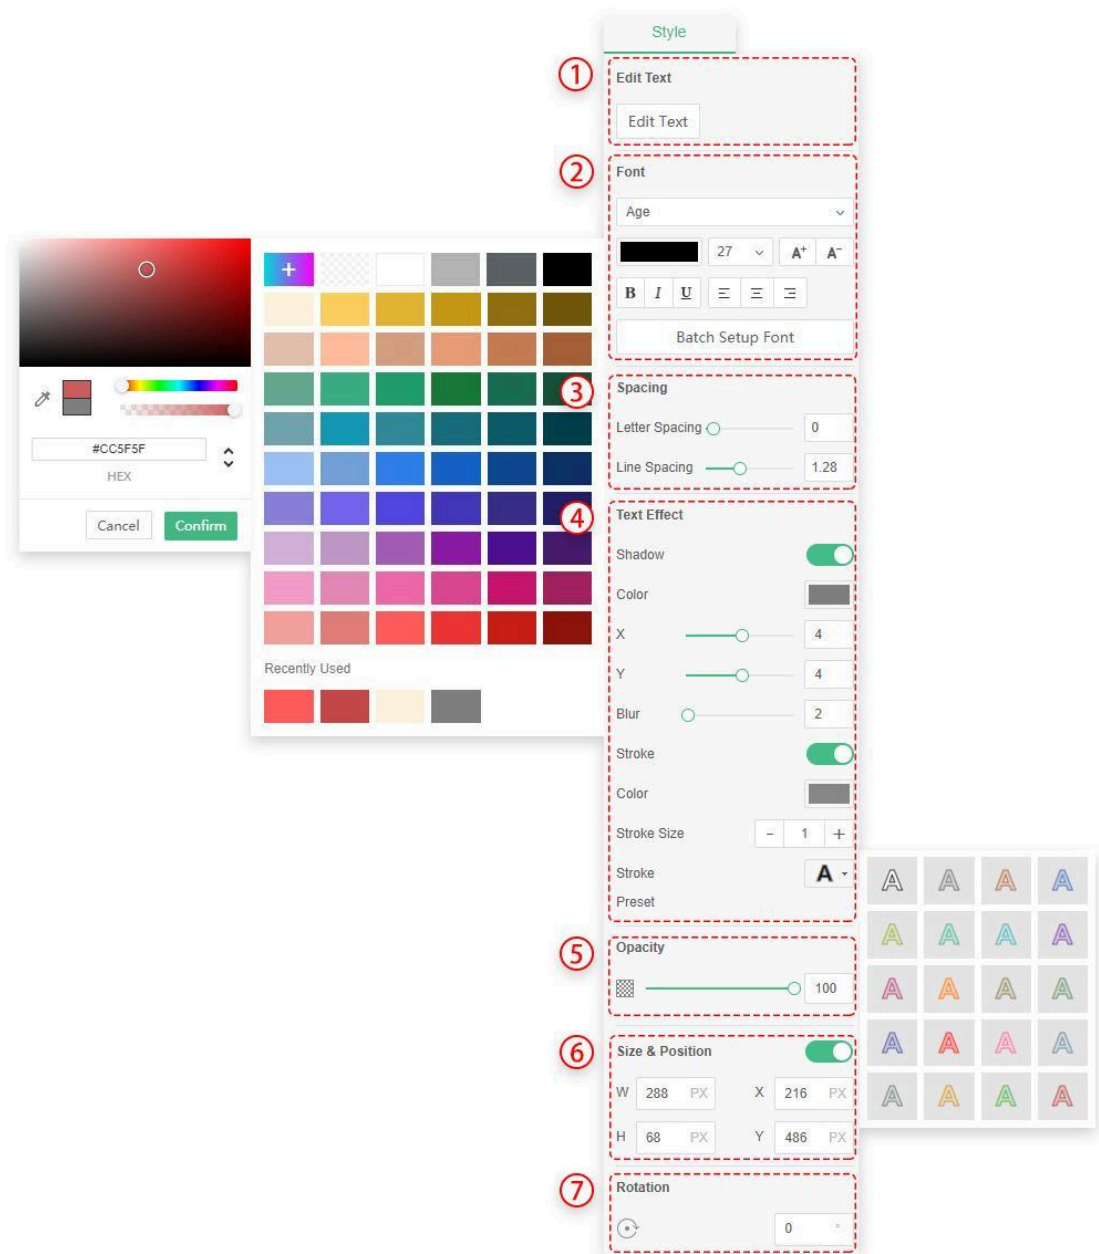 Style
① Edit Text
Edit Text
② Font
Age
27 A⁺ A⁻
B I U
Batch Setup Font
③ Spacing
Letter Spacing 0
Line Spacing 1.28
④ Text Effect
Shadow
Color
X 4
Y 4
Blur 2
Stroke
Color
Stroke Size - 1 +
Stroke A
Preset
⑤ Opacity
100
⑥ Size & Position
W 288 PX X 216 PX
H 68 PX Y 486 PX
⑦ Rotation
0 °
+
#CC5F5F
HEX
Cancel Confirm
Recently Used
A A A A
A A A A
A A A A
A A A A
A A A A